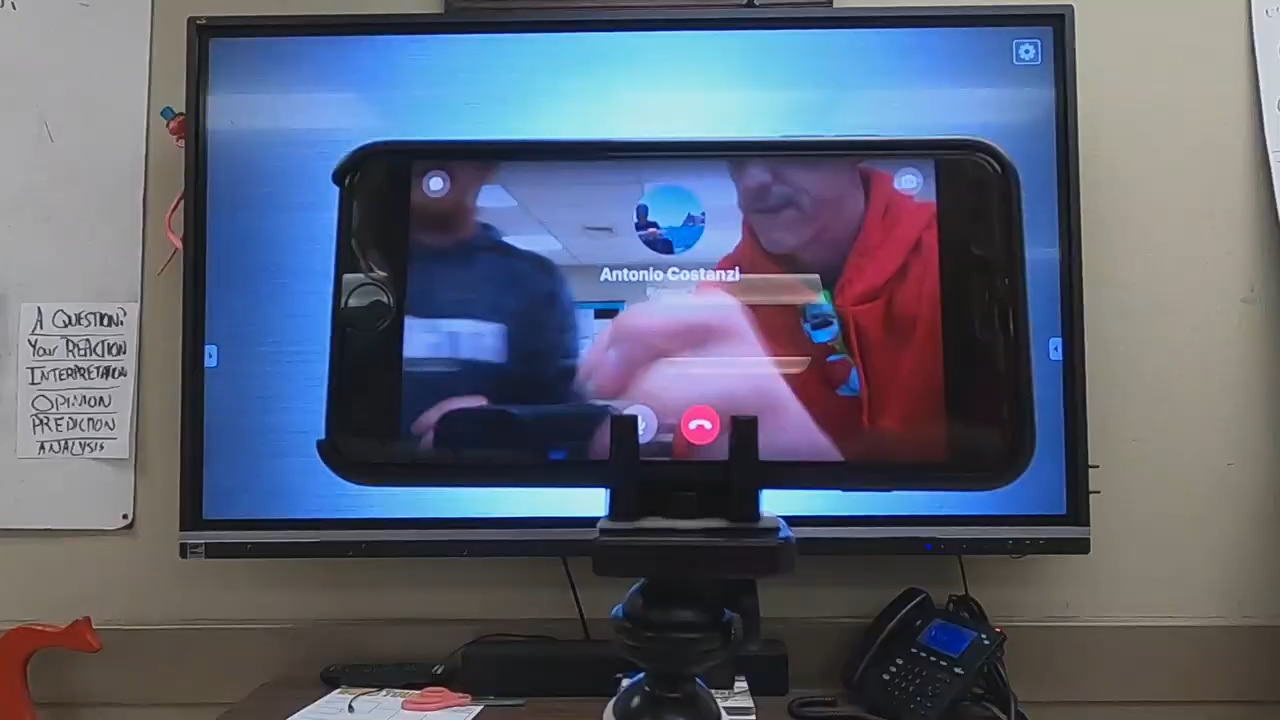 A QUESTION?
Your REACTION
INTERPRETATION
OPINION
PREDICTION
ANALYSIS
Antonio Costanzi